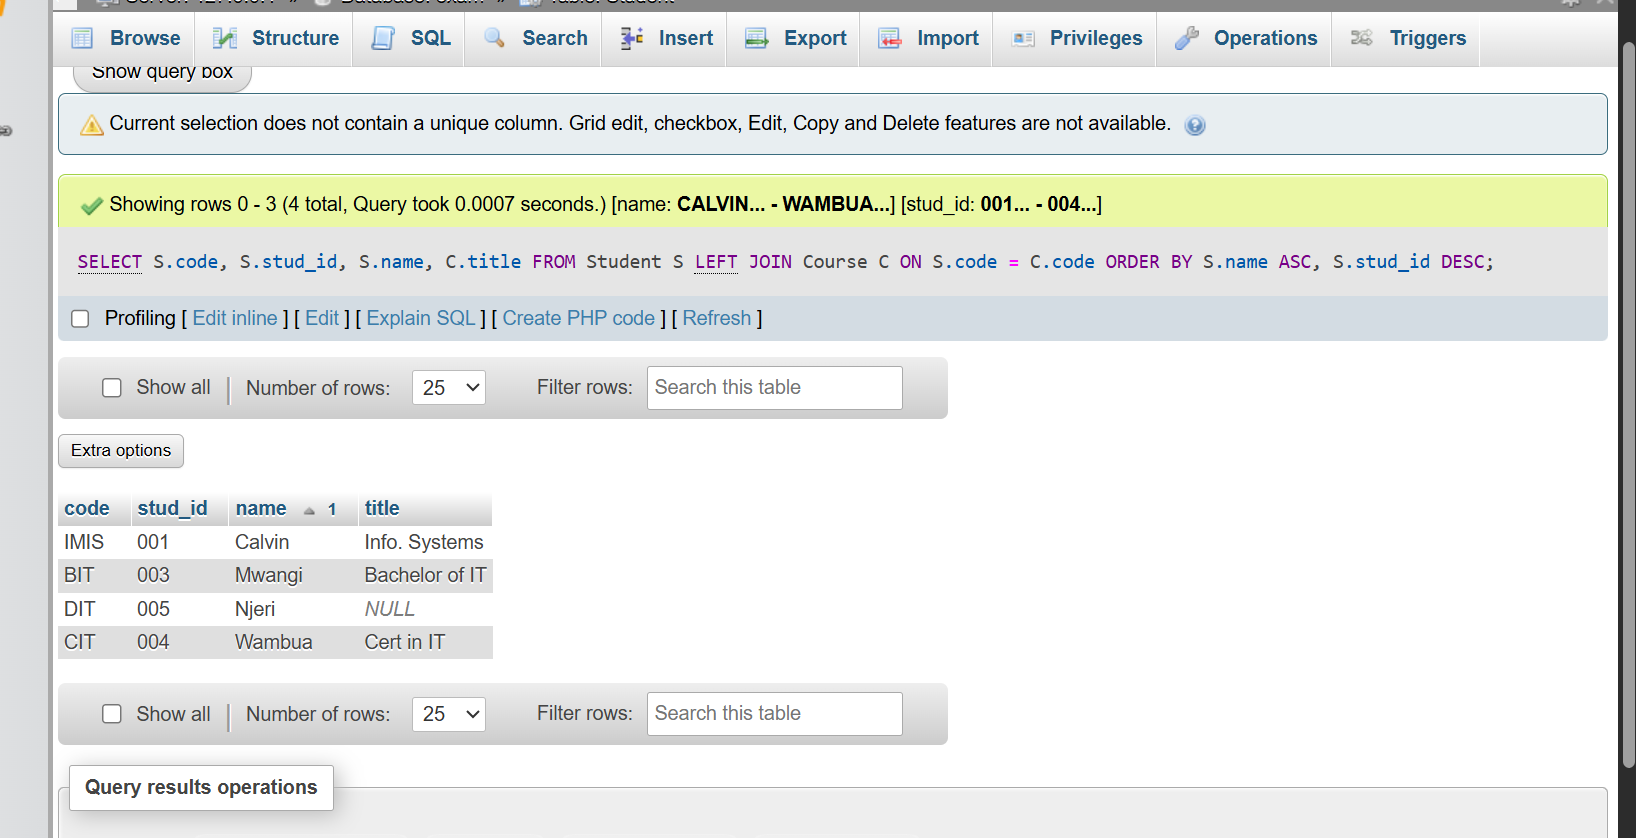 Browse Structure SQL Search Insert Export Import Privileges Operations Triggers
Show query box
Current selection does not contain a unique column. Grid edit, checkbox, Edit, Copy and Delete features are not available.
Showing rows 0 - 3 (4 total, Query took 0.0007 seconds.) [name: CALVIN... - WAMBUA...] [stud_id: 001... - 004...]
SELECT S.code, S.stud_id, S.name, C.title FROM Student S LEFT JOIN Course C ON S.code = C.code ORDER BY S.name ASC, S.stud_id DESC;
Profiling [ Edit inline ] [ Edit ] [ Explain SQL ] [ Create PHP code ] [ Refresh ]
Show all | Number of rows: 25 Filter rows: Search this table
Extra options
code stud_id name 1 title
IMIS 001 Calvin Info. Systems
BIT 003 Mwangi Bachelor of IT
DIT 005 Njeri NULL
CIT 004 Wambua Cert in IT
Show all | Number of rows: 25 Filter rows: Search this table
Query results operations